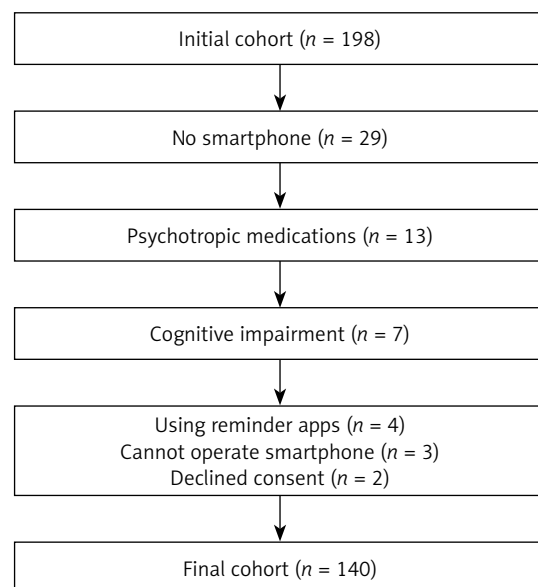 Initial cohort (n = 198)
No smartphone (n = 29)
Psychotropic medications (n = 13)
Cognitive impairment (n = 7)
Using reminder apps (n = 4)
Cannot operate smartphone (n = 3)
Declined consent (n = 2)
Final cohort (n = 140)